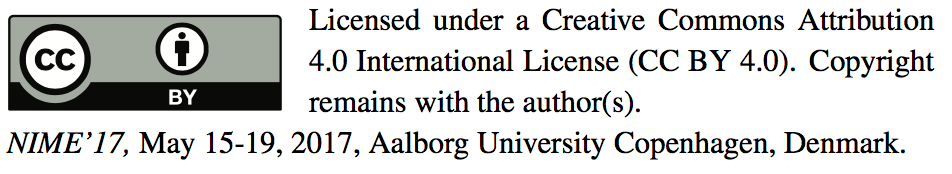 Licensed under a Creative Commons Attribution
4.0 International License (CC BY 4.0). Copyright
remains with the author(s).
cc
BY
NIME’17, May 15-19, 2017, Aalborg University Copenhagen, Denmark.